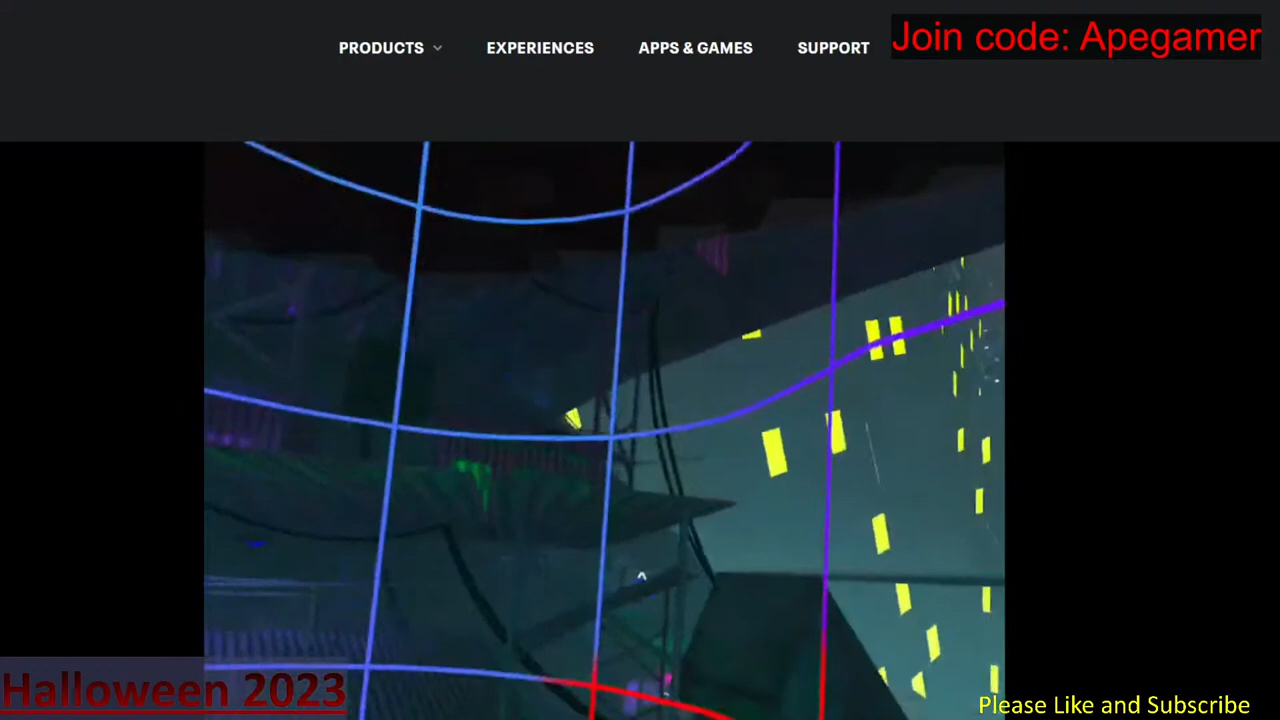 PRODUCTS EXPERIENCES APPS & GAMES SUPPORT
Join code: Apegamer
Halloween 2023
Please Like and Subscribe